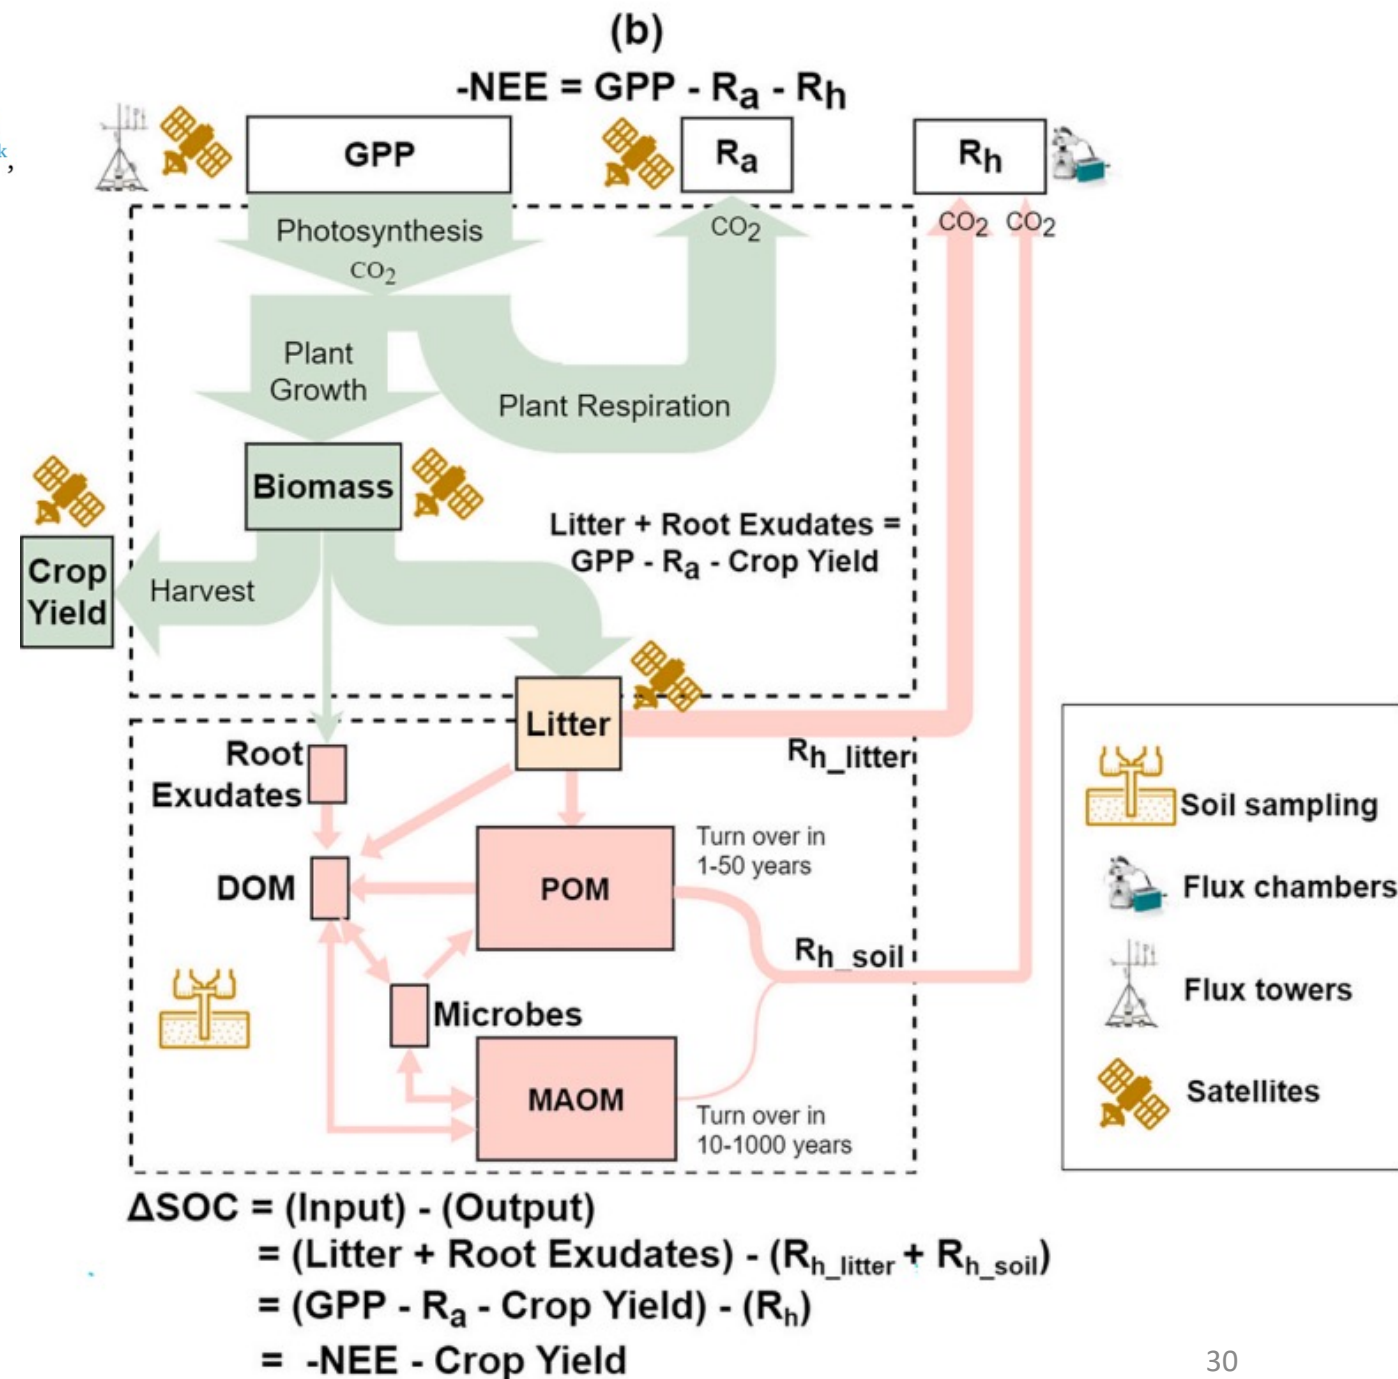 (b)
-NEE = GPP - Ra - Rh
k,
GPP
Ra
Rh
Photosynthesis
CO2
CO2
CO2 CO2
Plant
Growth
Plant Respiration
Biomass
Crop
Yield
Harvest
Litter + Root Exudates =
GPP - Ra - Crop Yield
Litter
Rh_litter
Root
Exudates
DOM
POM
Turn over in
1-50 years
Rh_soil
Microbes
MAOM
Turn over in
10-1000 years
Soil sampling
Flux chambers
Flux towers
Satellites
ΔSOC = (Input) - (Output)
= (Litter + Root Exudates) - (Rh_litter + Rh_soil)
= (GPP - Ra - Crop Yield) - (Rh)
= -NEE - Crop Yield
30